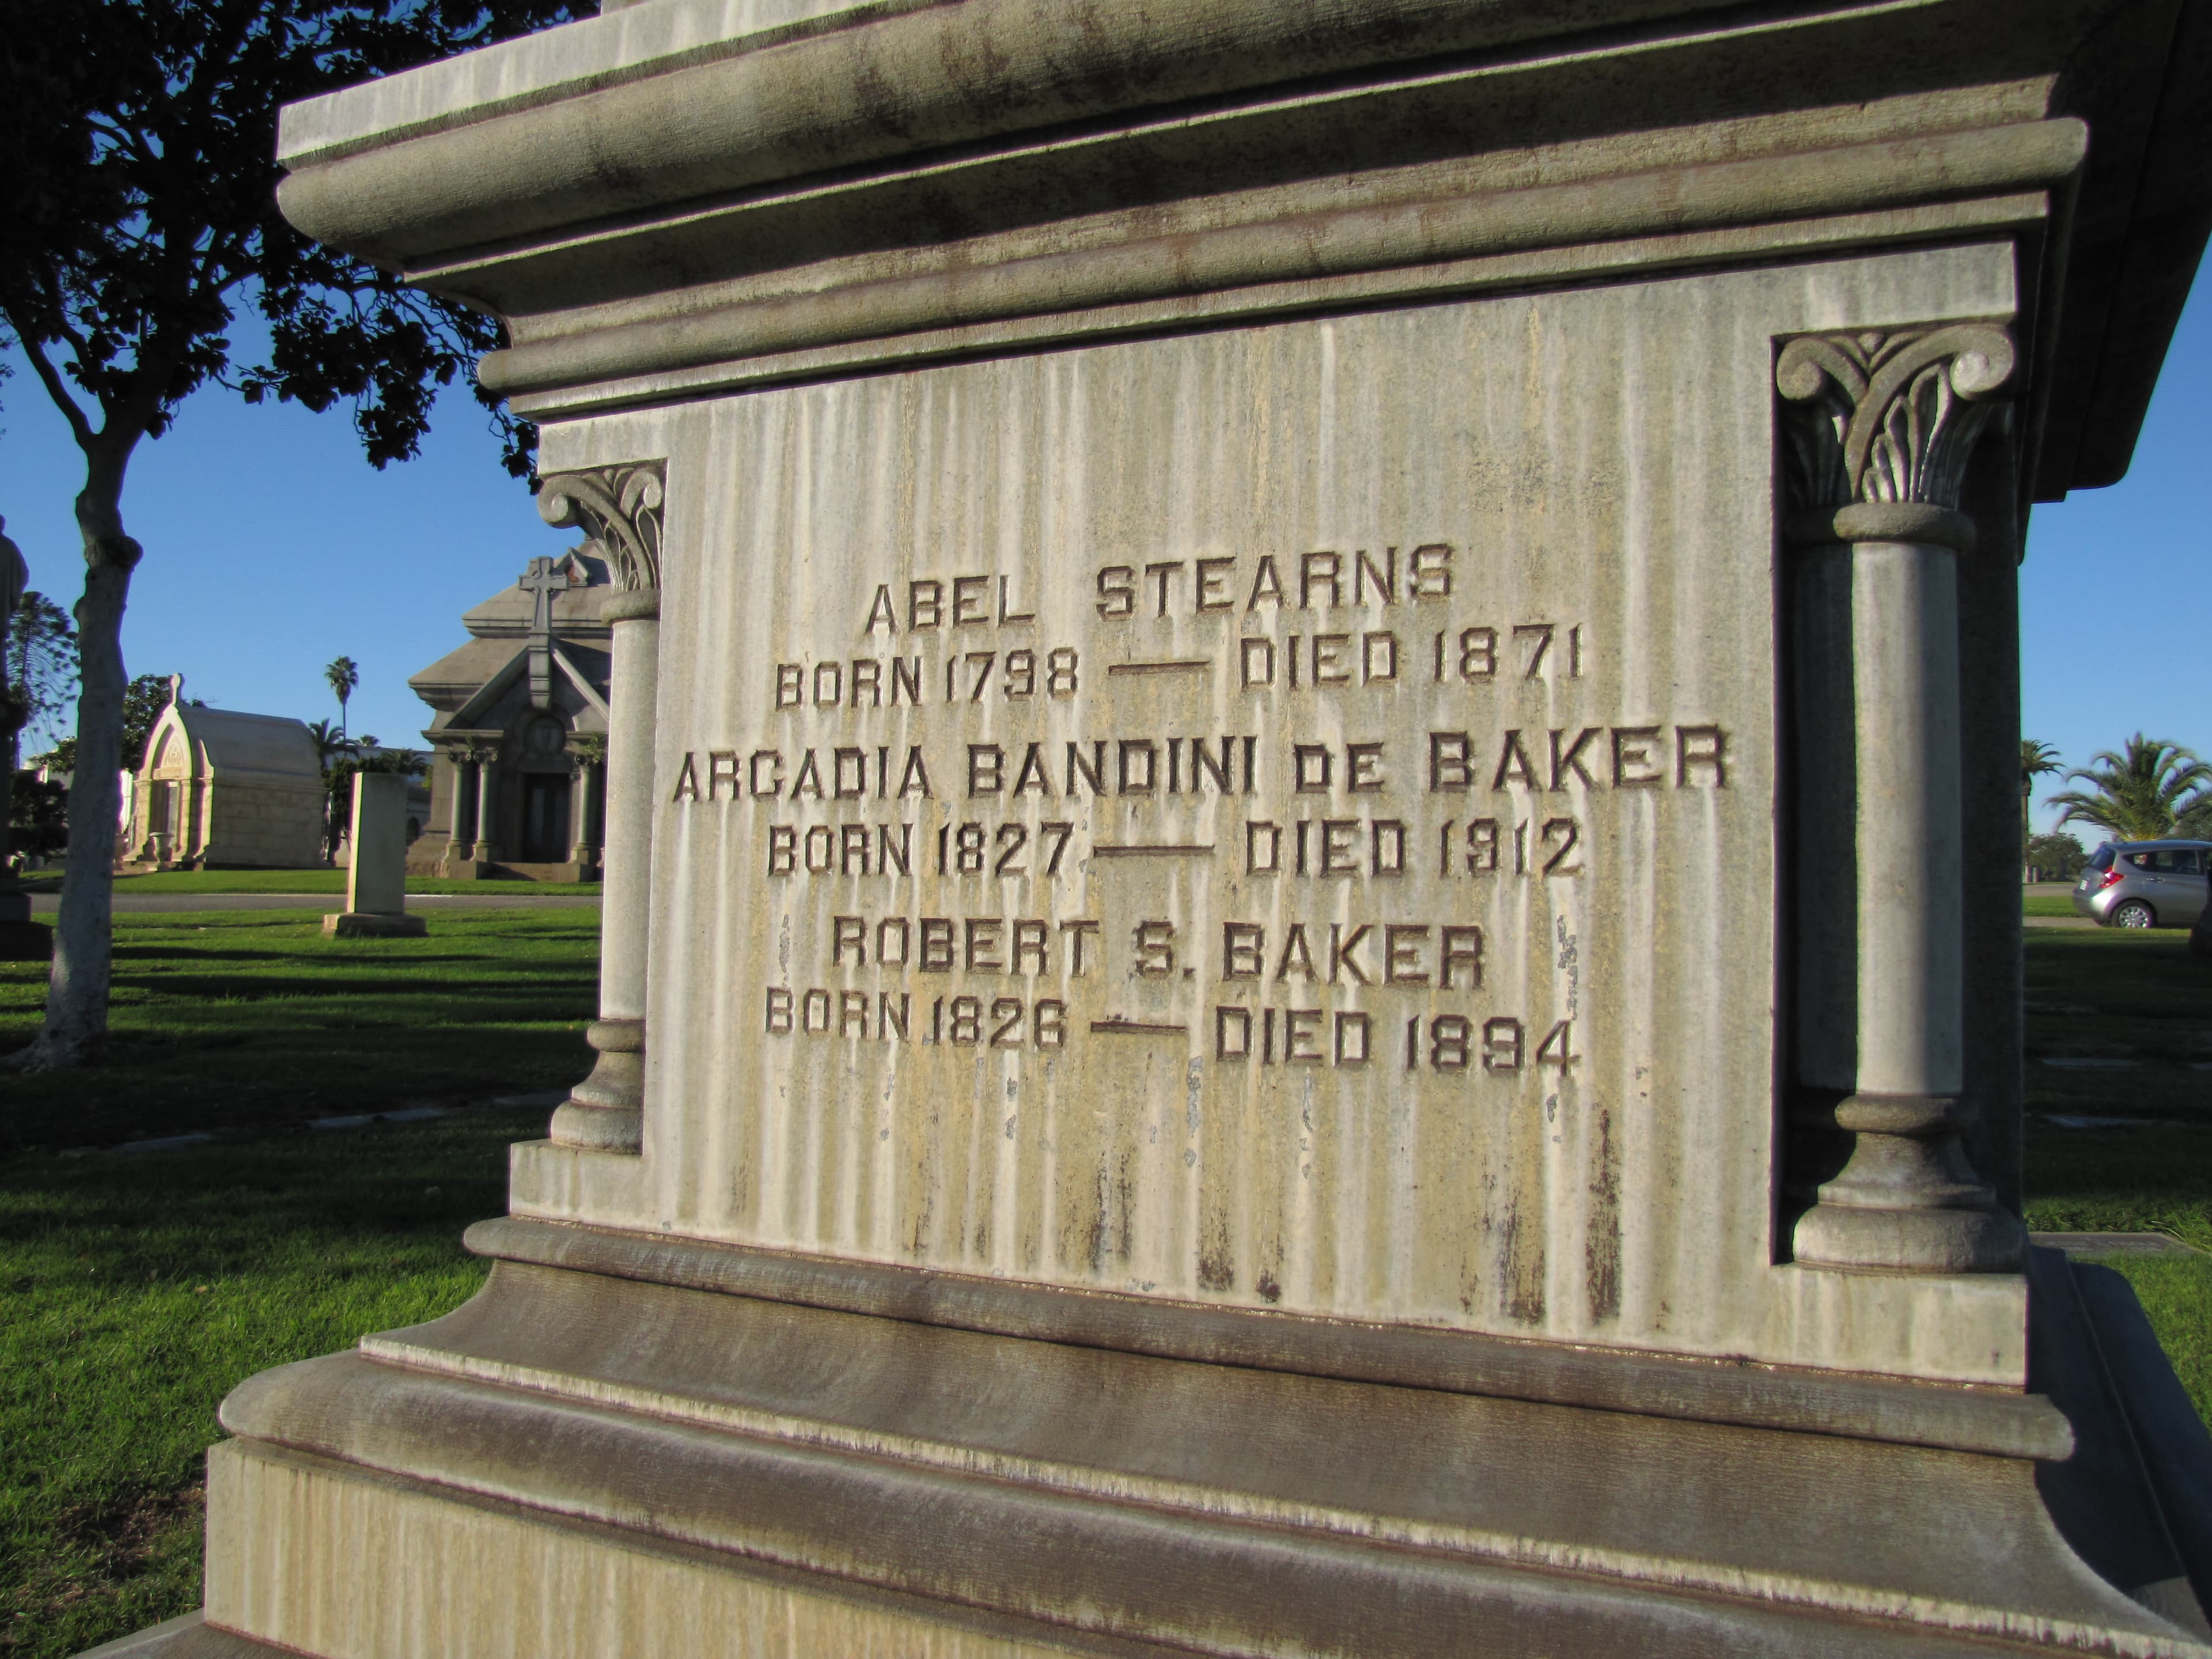 ABEL STEARNS
BORN 1798 — DIED 1871
ARCADIA BANDINI DE BAKER
BORN 1827 — DIED 1912
ROBERT S. BAKER
BORN 1826 — DIED 1894